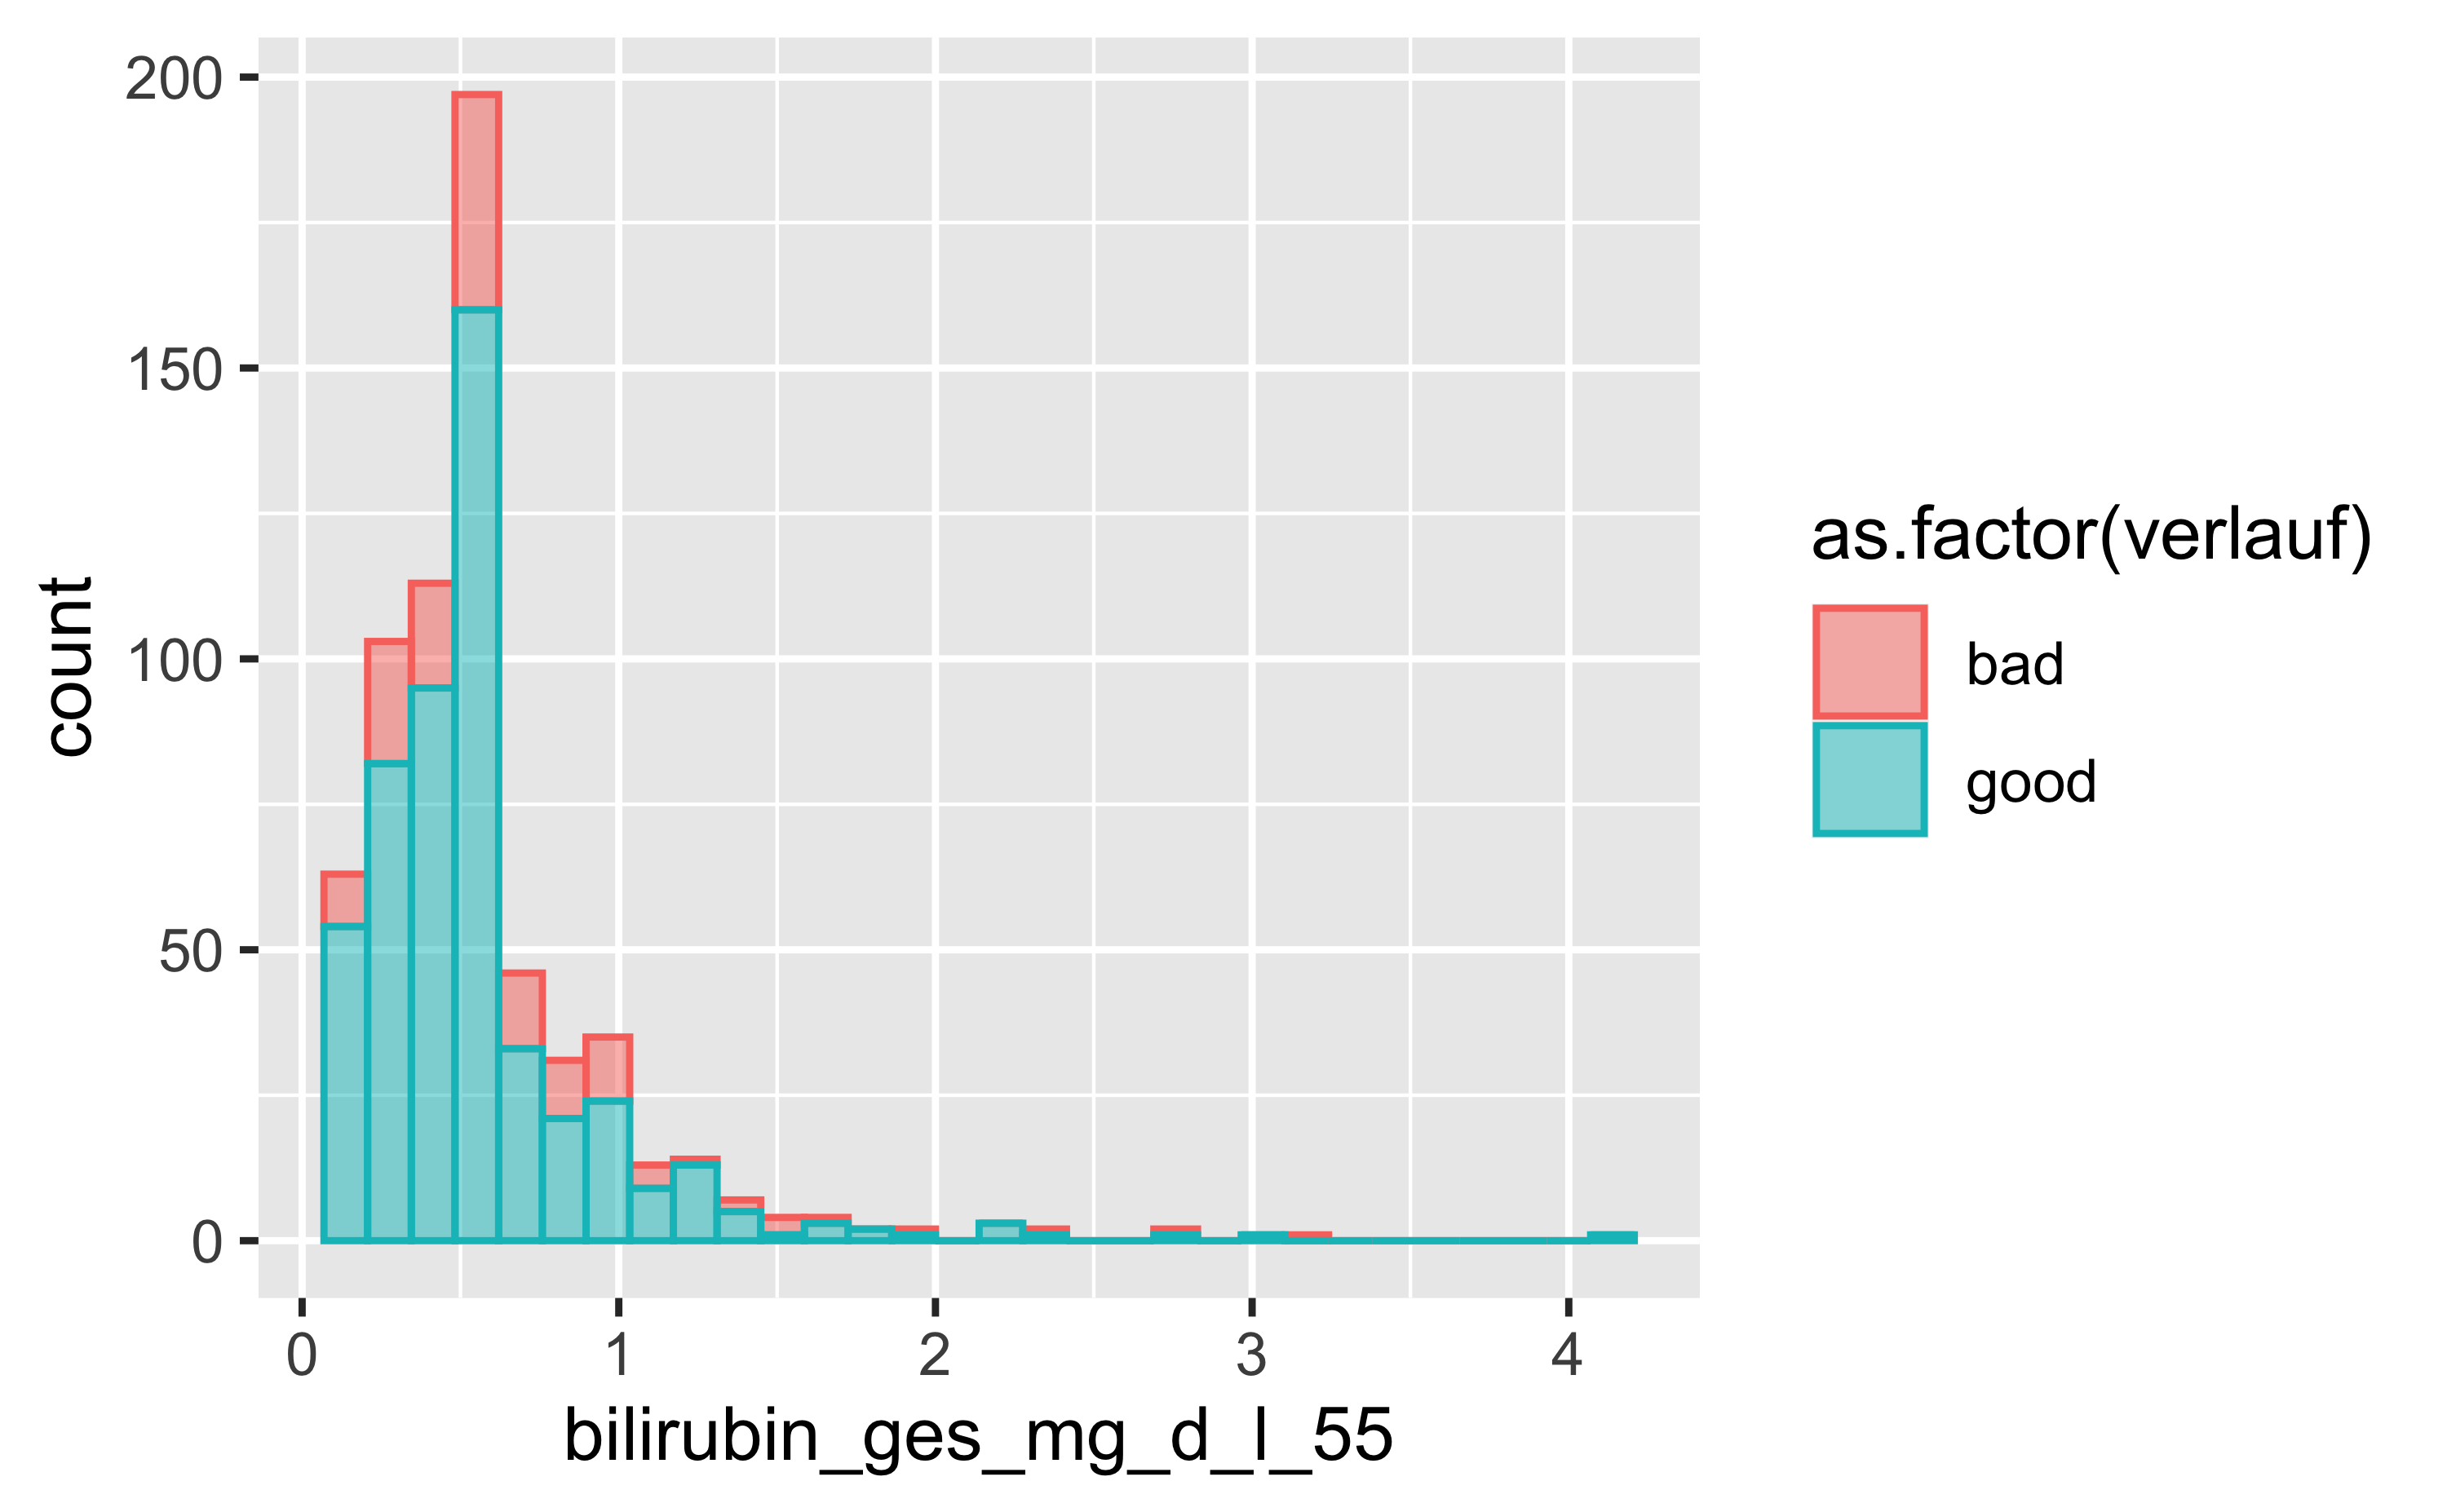 200
150
100
50
0
count
0 1 2 3 4
bilirubin_ges_mg_d_l_55
as.factor(verlauf)
bad
good